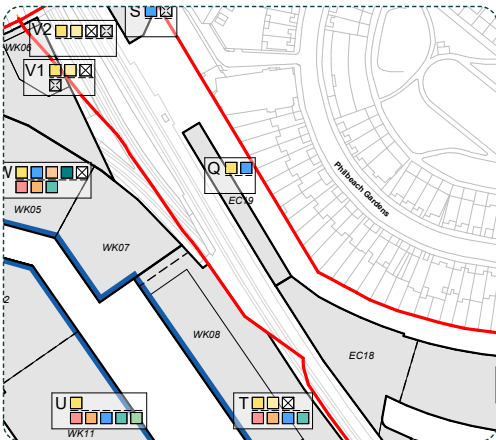 S
V2
WK06
V1
Q
EC19
Philbeach Gardens
WK05
WK07
WK08
EC18
U
T
WK11